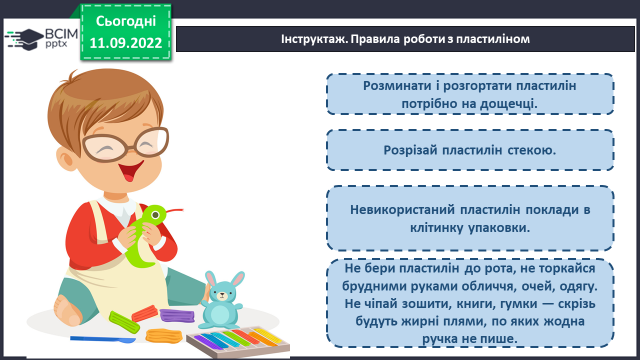 Сьогодні
11.09.2022
ВСІМ
pptx
Інструктаж. Правила роботи з пластиліном
Розминати і розгортати пластилін
потрібно на дощечці.
Розрізай пластилін стекою.
Невикористаний пластилін поклади в
клітинку упаковки.
Не бери пластилін до рота, не торкайся
брудними руками обличчя, очей, одягу.
Не чіпай зошити, книги, гумки — скрізь
будуть жирні плями, по яких жодна
ручка не пише.